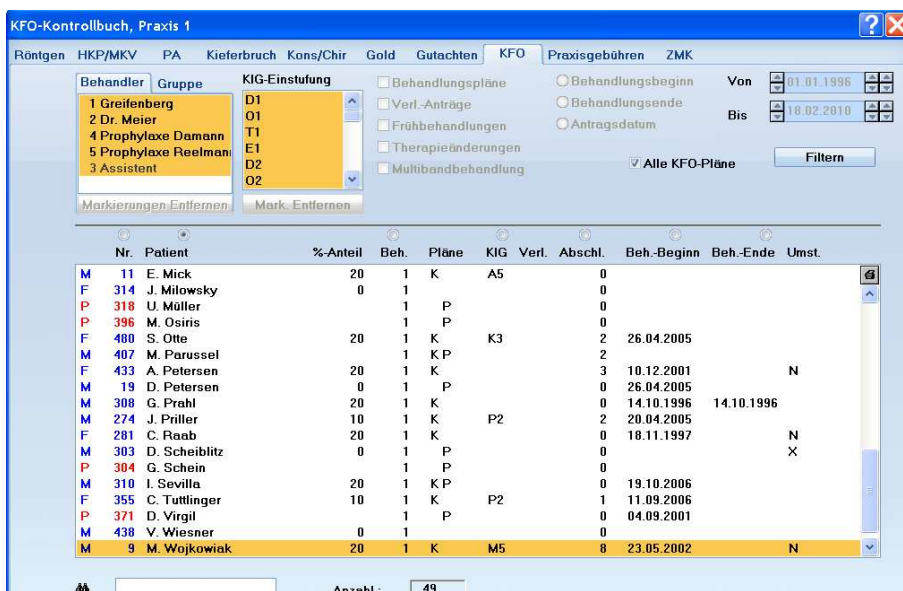 KFO-Kontrollbuch, Praxis 1
Röntgen HKP/MKV PA Kieferbruch Kons/Chir Gold Gutachten KFO Praxisgebühren ZMK
Behandler Gruppe
1 Greifenberg
2 Dr. Meier
4 Prophylaxe Damann
5 Prophylaxe Reelman
3 Assistent
Markierungen Entfernen
KIG-Einstufung
D1
O1
T1
E1
D2
O2
Mark. Entfernen
Behandlungspläne
Verl.-Anträge
Frühbehandlungen
Therapieänderungen
Multibandbehandlung
Behandlungsbeginn
Behandlungsende
Antragsdatum
Von 01.01.1996
Bis 18.02.2010
Alle KFO-Pläne
Filtern
Nr. Patient %-Anteil Beh. Pläne KIG Verl. Abschl. Beh.-Beginn Beh.-Ende Umst.
M 11 E. Mick 20 1 K A5 0
F 314 J. Milowsky 0 1 0
P 318 U. Müller 1 P 0
P 396 M. Osiris 1 P 0
F 480 S. Otte 20 1 K K3 2 26.04.2005
M 407 M. Parussel 1 K P 2
F 433 A. Petersen 20 1 K 3 10.12.2001 N
M 19 D. Petersen 0 1 P 0 26.04.2005
M 308 G. Prahl 20 1 K 0 14.10.1996 14.10.1996
M 274 J. Priller 10 1 K P2 2 20.04.2005
F 281 C. Raab 20 1 K 0 18.11.1997 N
M 303 D. Scheiblitz 0 1 P 0 X
P 304 G. Schein 1 P 0
M 310 I. Sevilla 20 1 K P 0 19.10.2006
F 355 C. Tuttlinger 10 1 K P2 1 11.09.2006
P 371 D. Virgil 1 P 0 04.09.2001
M 438 V. Wiesner 0 1 0
M 9 M. Wojkowiak 20 1 K M5 8 23.05.2002 N
Anzahl : 49